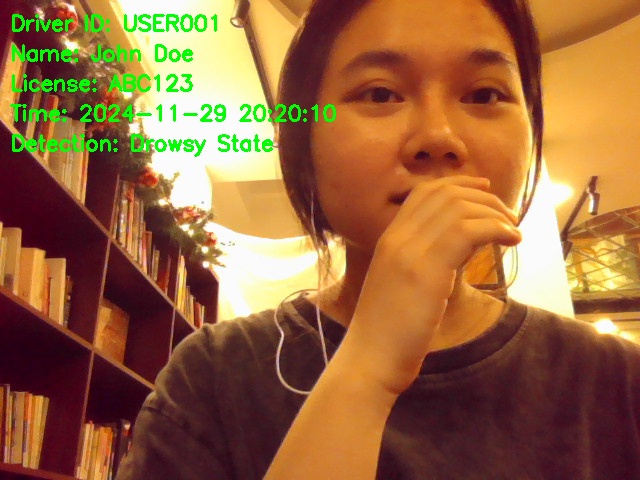 Driver ID: USER001
Name: John Doe
License: ABC123
Time: 2024-11-29 20:20:10
Detection: Drowsy State